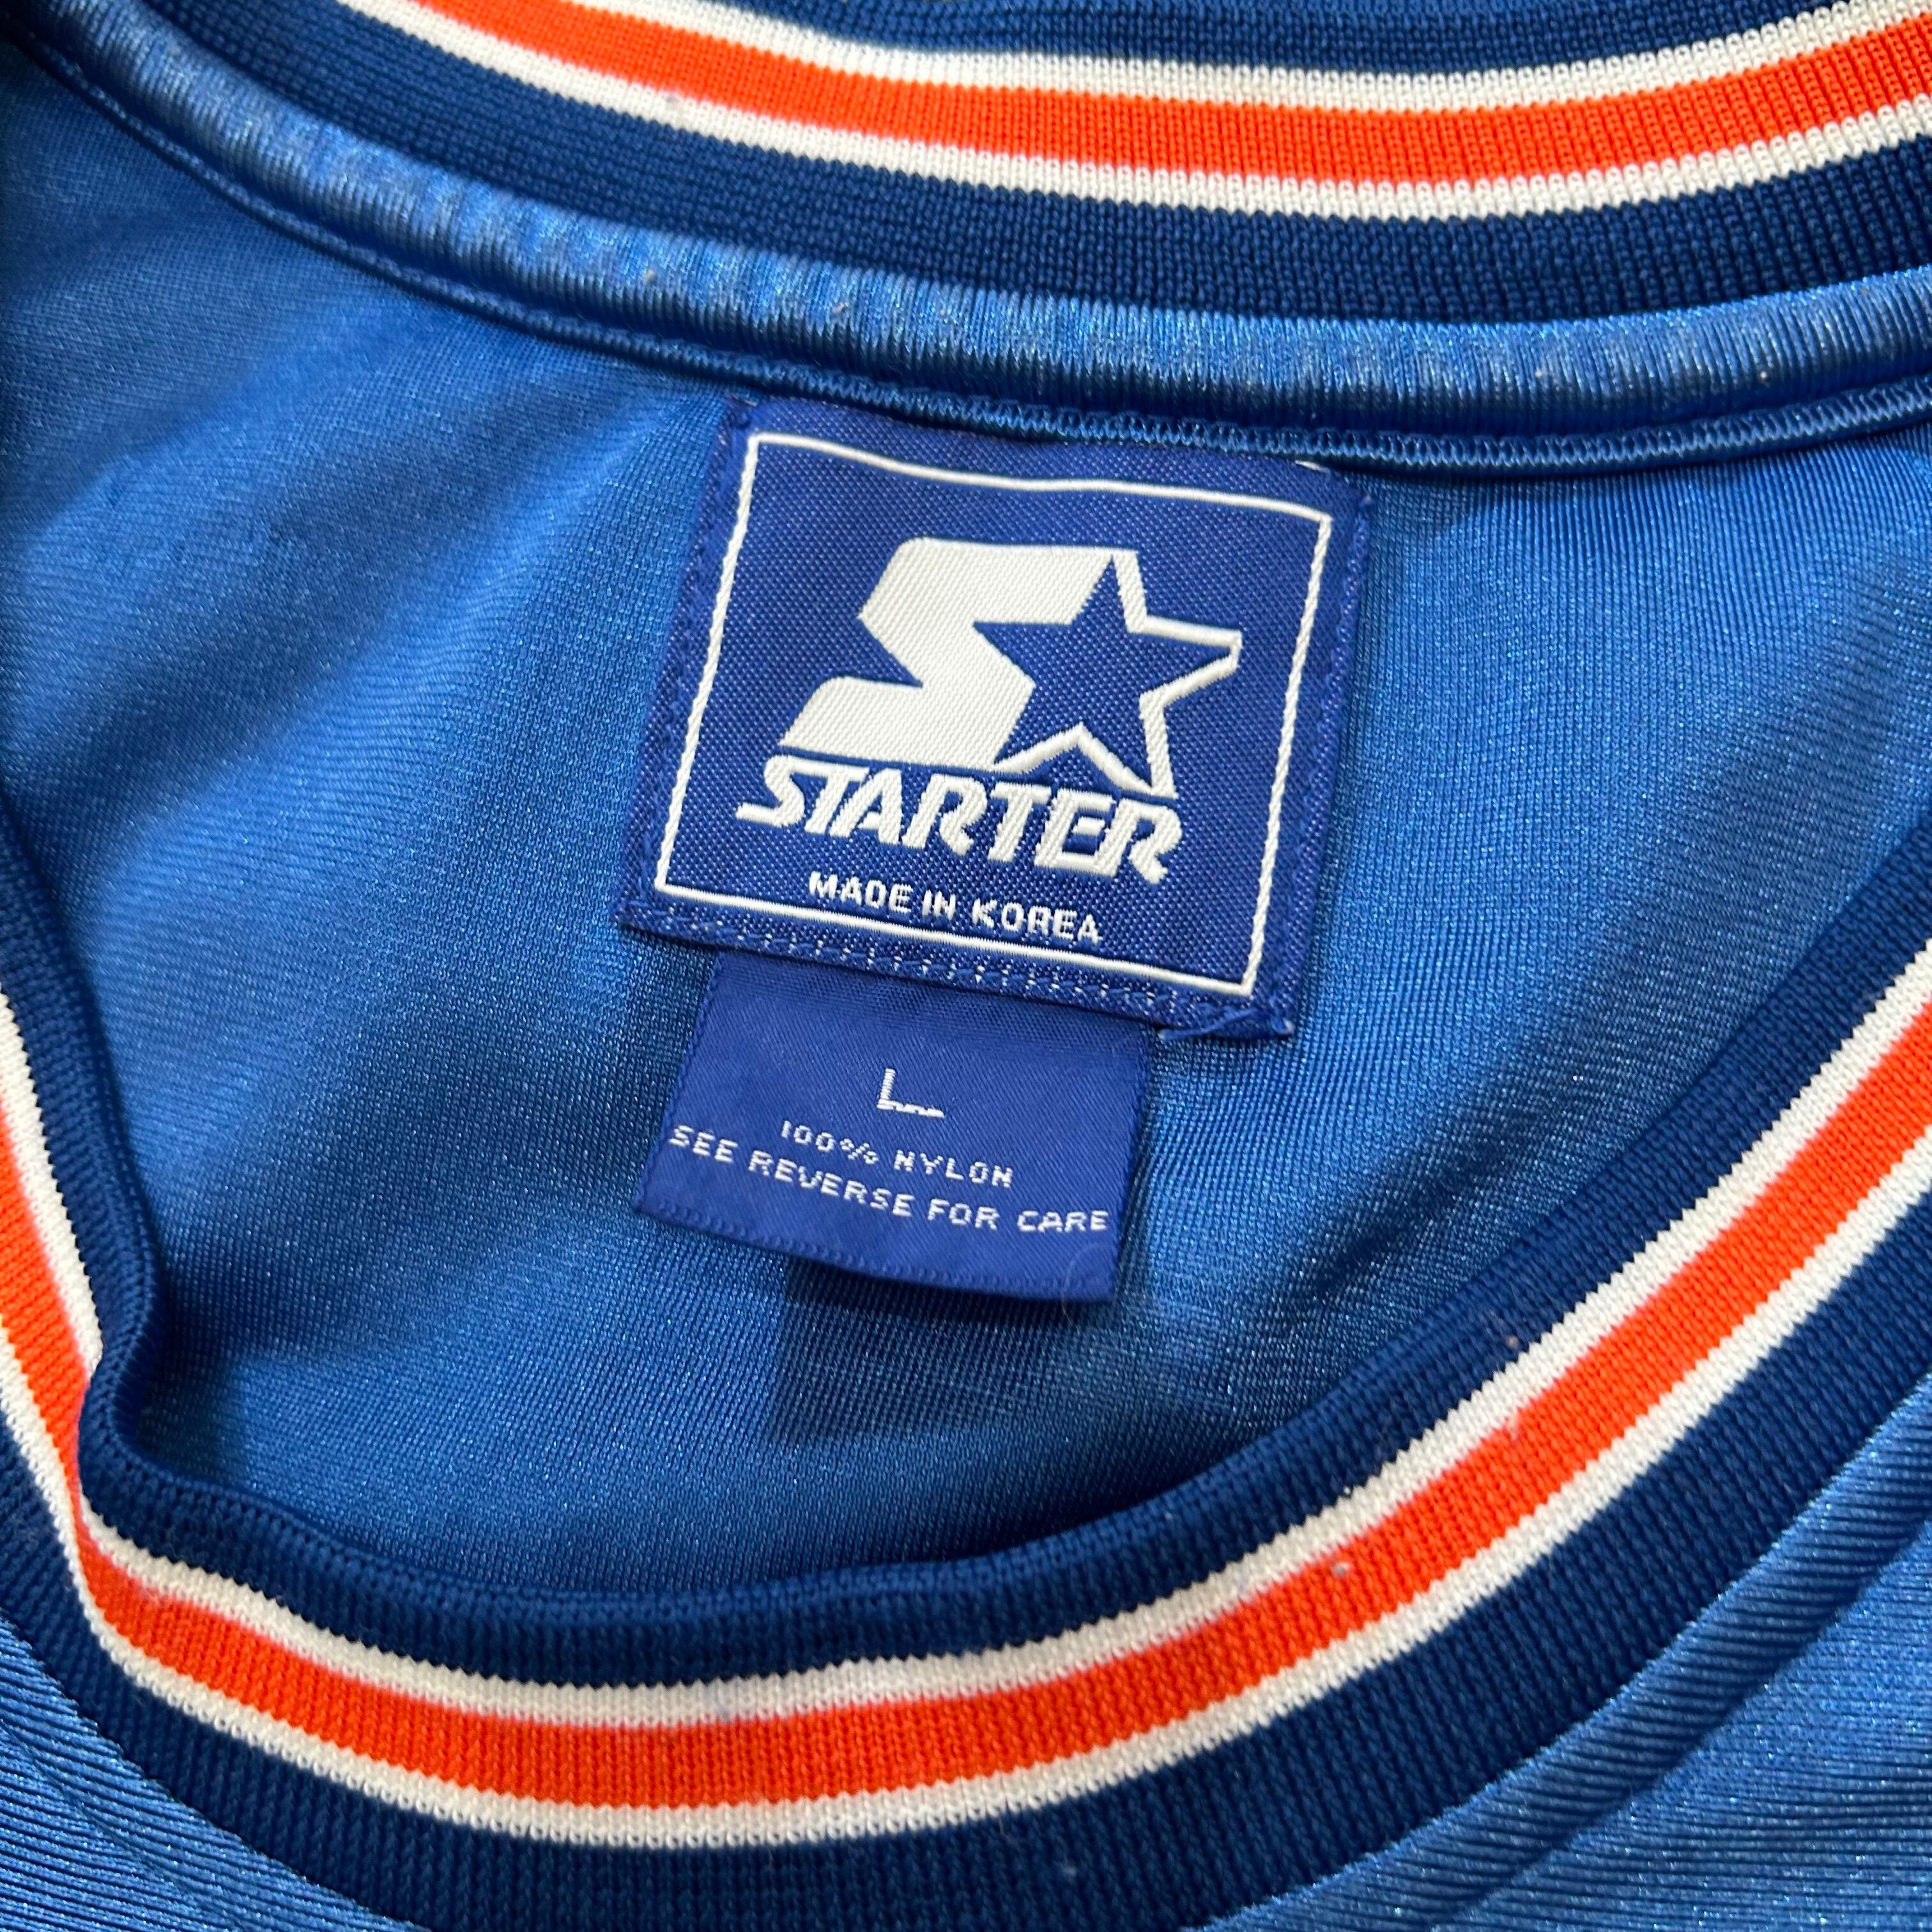 STARTER
MADE IN KOREA
L
100% NYLON
SEE REVERSE FOR CARE